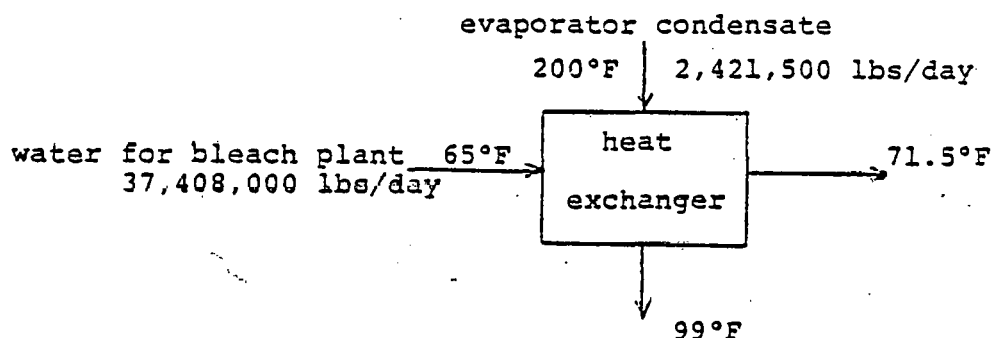 evaporator condensate
200°F 2,421,500 lbs/day
water for bleach plant 65°F
37,408,000 lbs/day
heat
exchanger
71.5°F
99°F